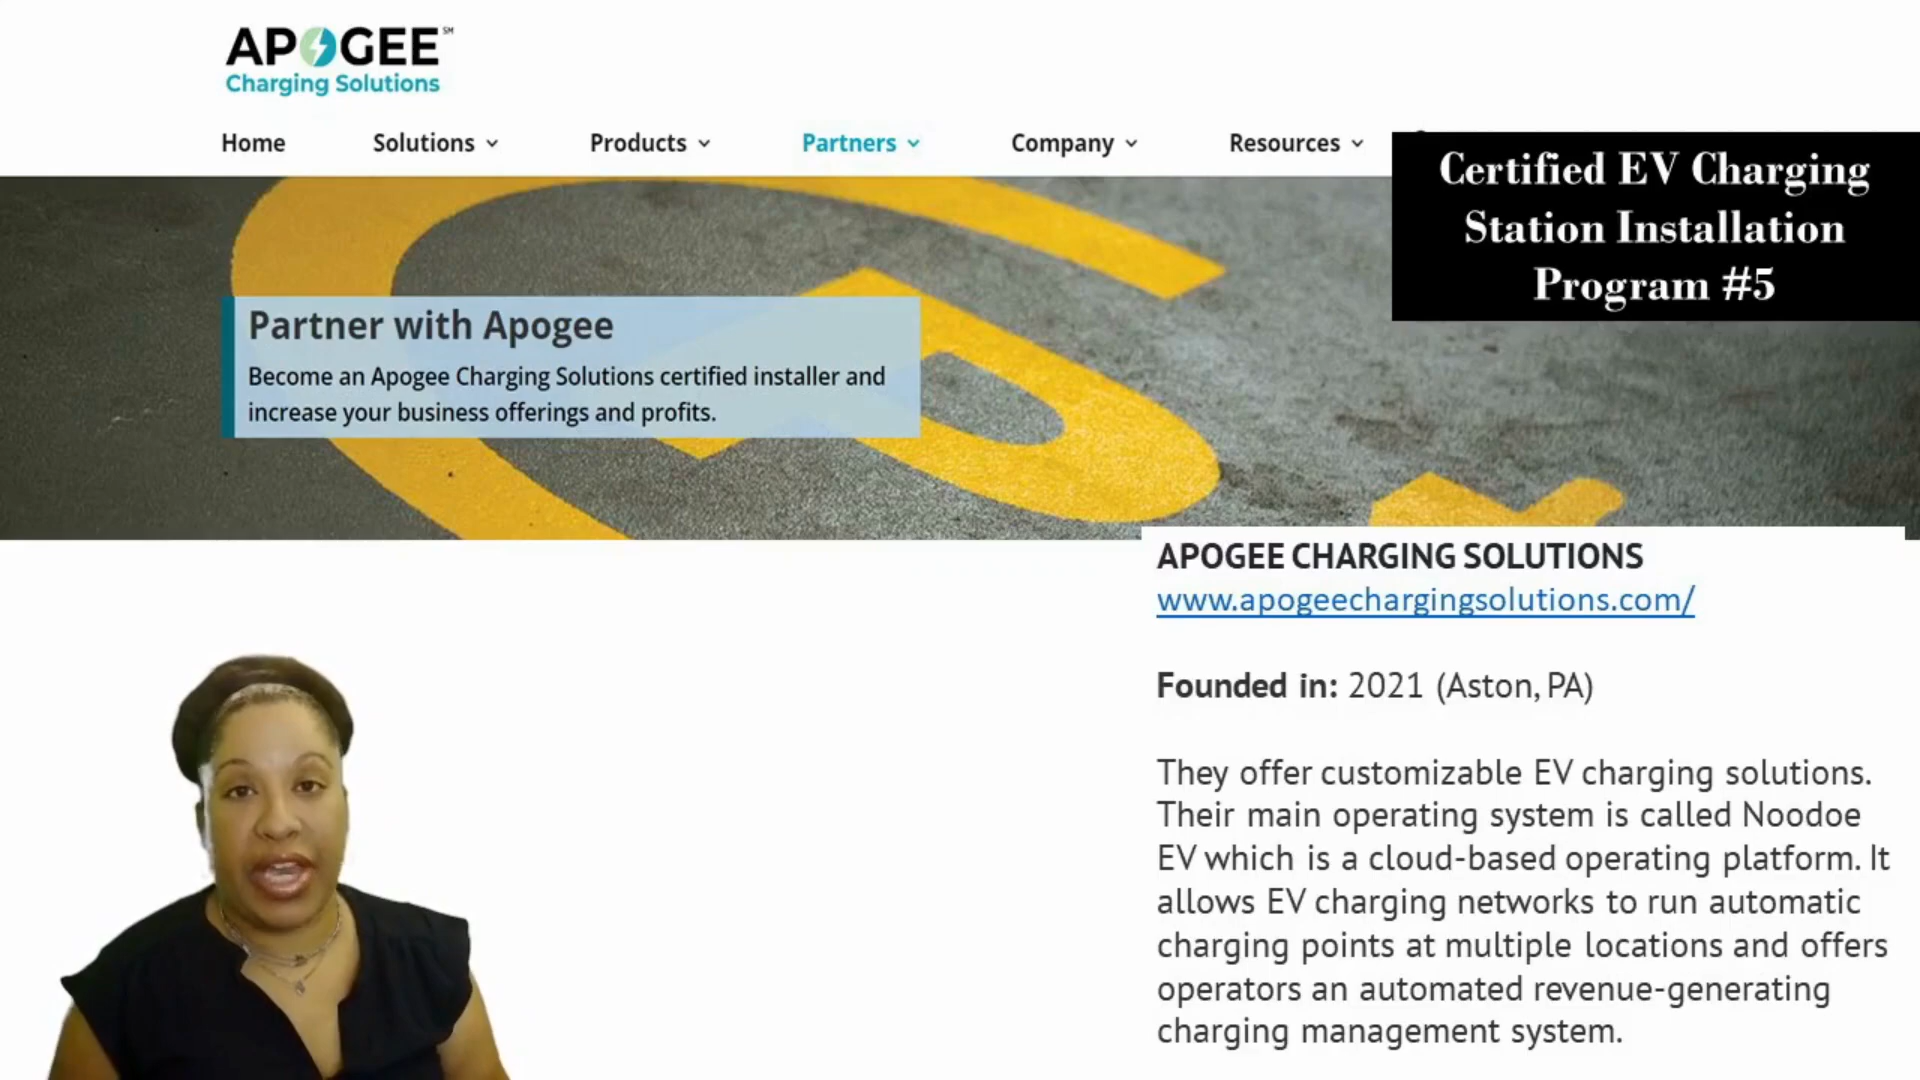 APOGEE℠
Charging Solutions
Home Solutions Products Partners Company Resources
Certified EV Charging
Station Installation
Program #5
Partner with Apogee
Become an Apogee Charging Solutions certified installer and
increase your business offerings and profits.
APOGEE CHARGING SOLUTIONS
www.apogeechargingsolutions.com/
Founded in: 2021 (Aston, PA)
They offer customizable EV charging solutions.
Their main operating system is called Noodoe
EV which is a cloud-based operating platform. It
allows EV charging networks to run automatic
charging points at multiple locations and offers
operators an automated revenue-generating
charging management system.